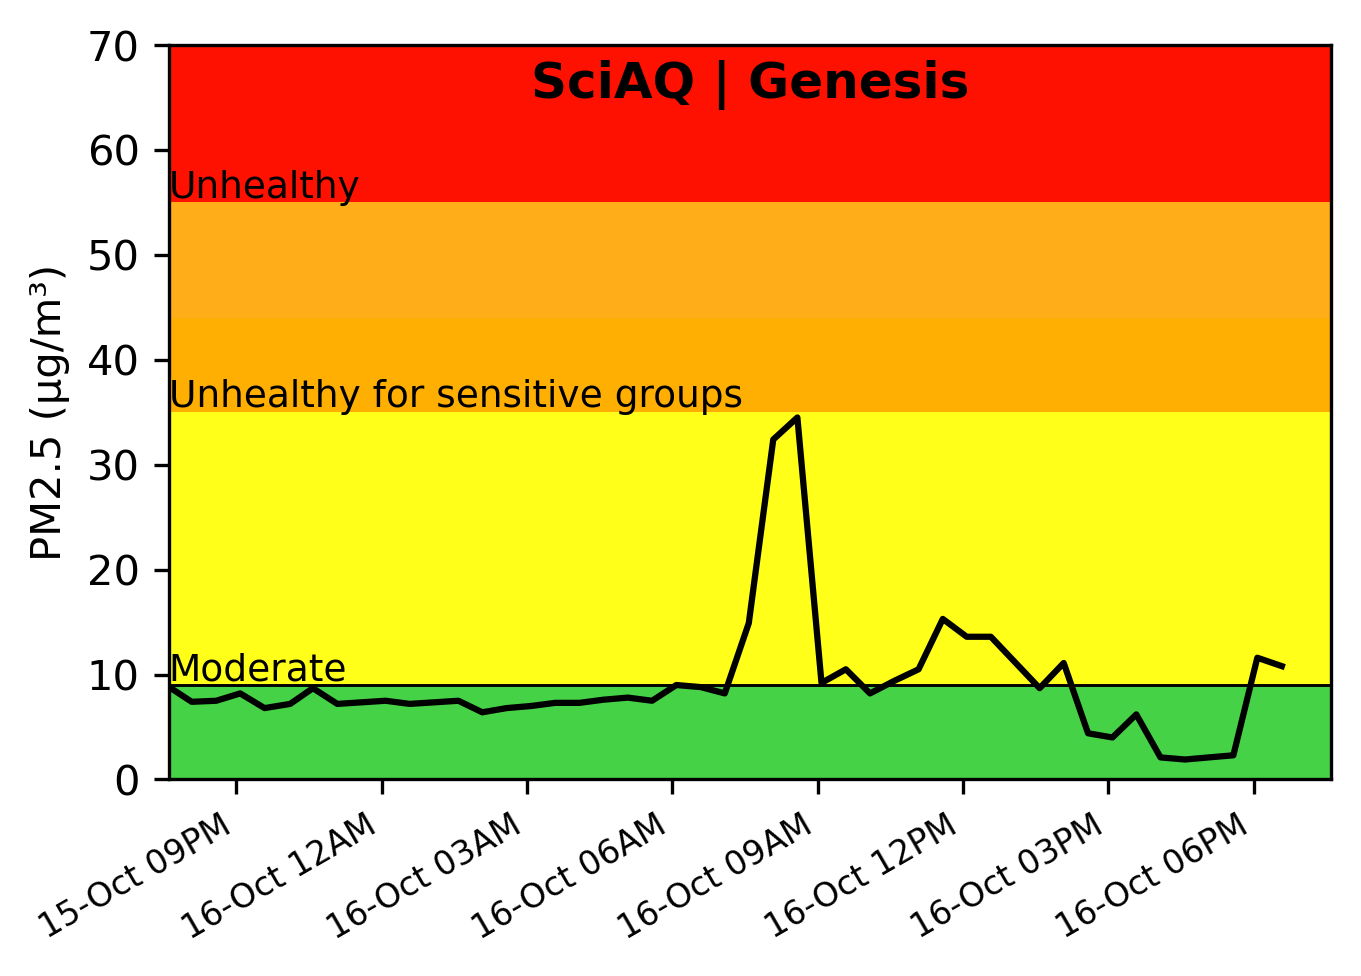 SciAQ | Genesis
PM2.5 (µg/m³)
70
60
50
40
30
20
10
0
Unhealthy
Unhealthy for sensitive groups
Moderate
15-Oct 09PM
16-Oct 12AM
16-Oct 03AM
16-Oct 06AM
16-Oct 09AM
16-Oct 12PM
16-Oct 03PM
16-Oct 06PM